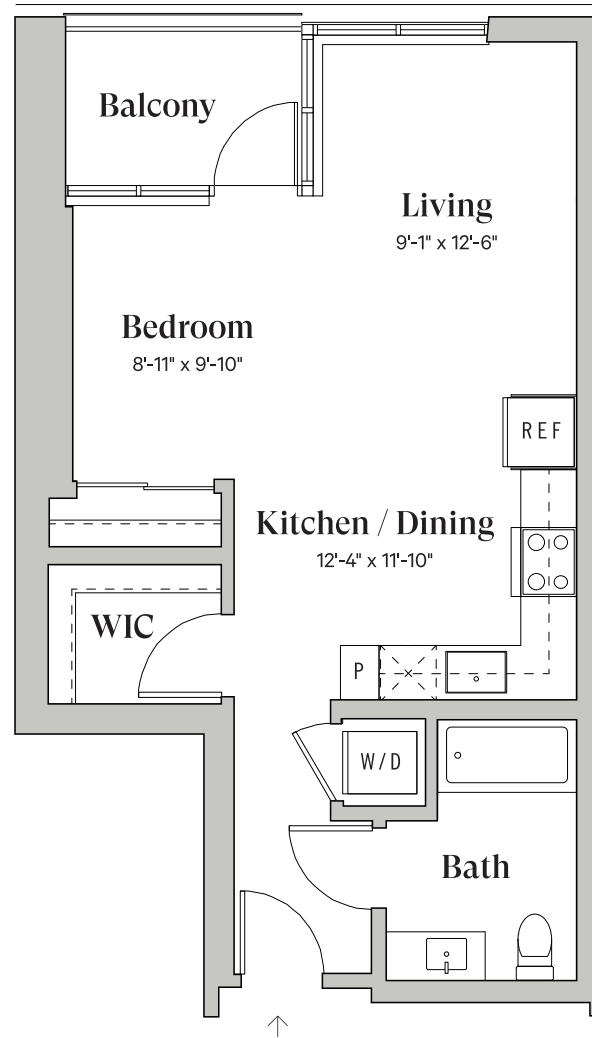 Balcony
Living
9'-1" x 12'-6"
Bedroom
8'-11" x 9'-10"
REF
Kitchen / Dining
12'-4" x 11'-10"
WIC
P
W/D
Bath